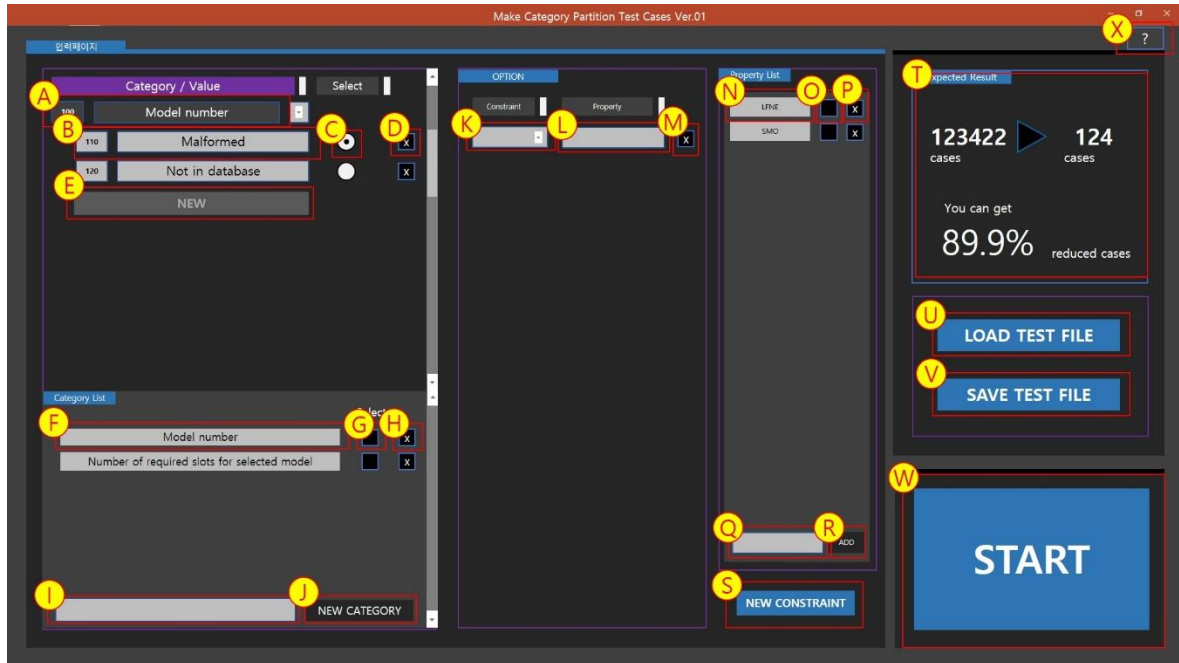 Make Category Partition Test Cases Ver.01
X
?
인력페이지
Category / Value
Select
A
100
Model number
B
110
Malformed
C
D
X
120
Not in database
X
E
NEW
Category List
Select
F
Model number
G
H
X
Number of required slots for selected model
X
I
J
NEW CATEGORY
OPTION
Constraint
Property
K
L
M
X
Property List
N
LFNE
O
P
X
SMO
X
Q
R
ADD
S
NEW CONSTRAINT
T
Expected Result
123422
cases
124
cases
You can get
89.9% reduced cases
U
LOAD TEST FILE
V
SAVE TEST FILE
W
START